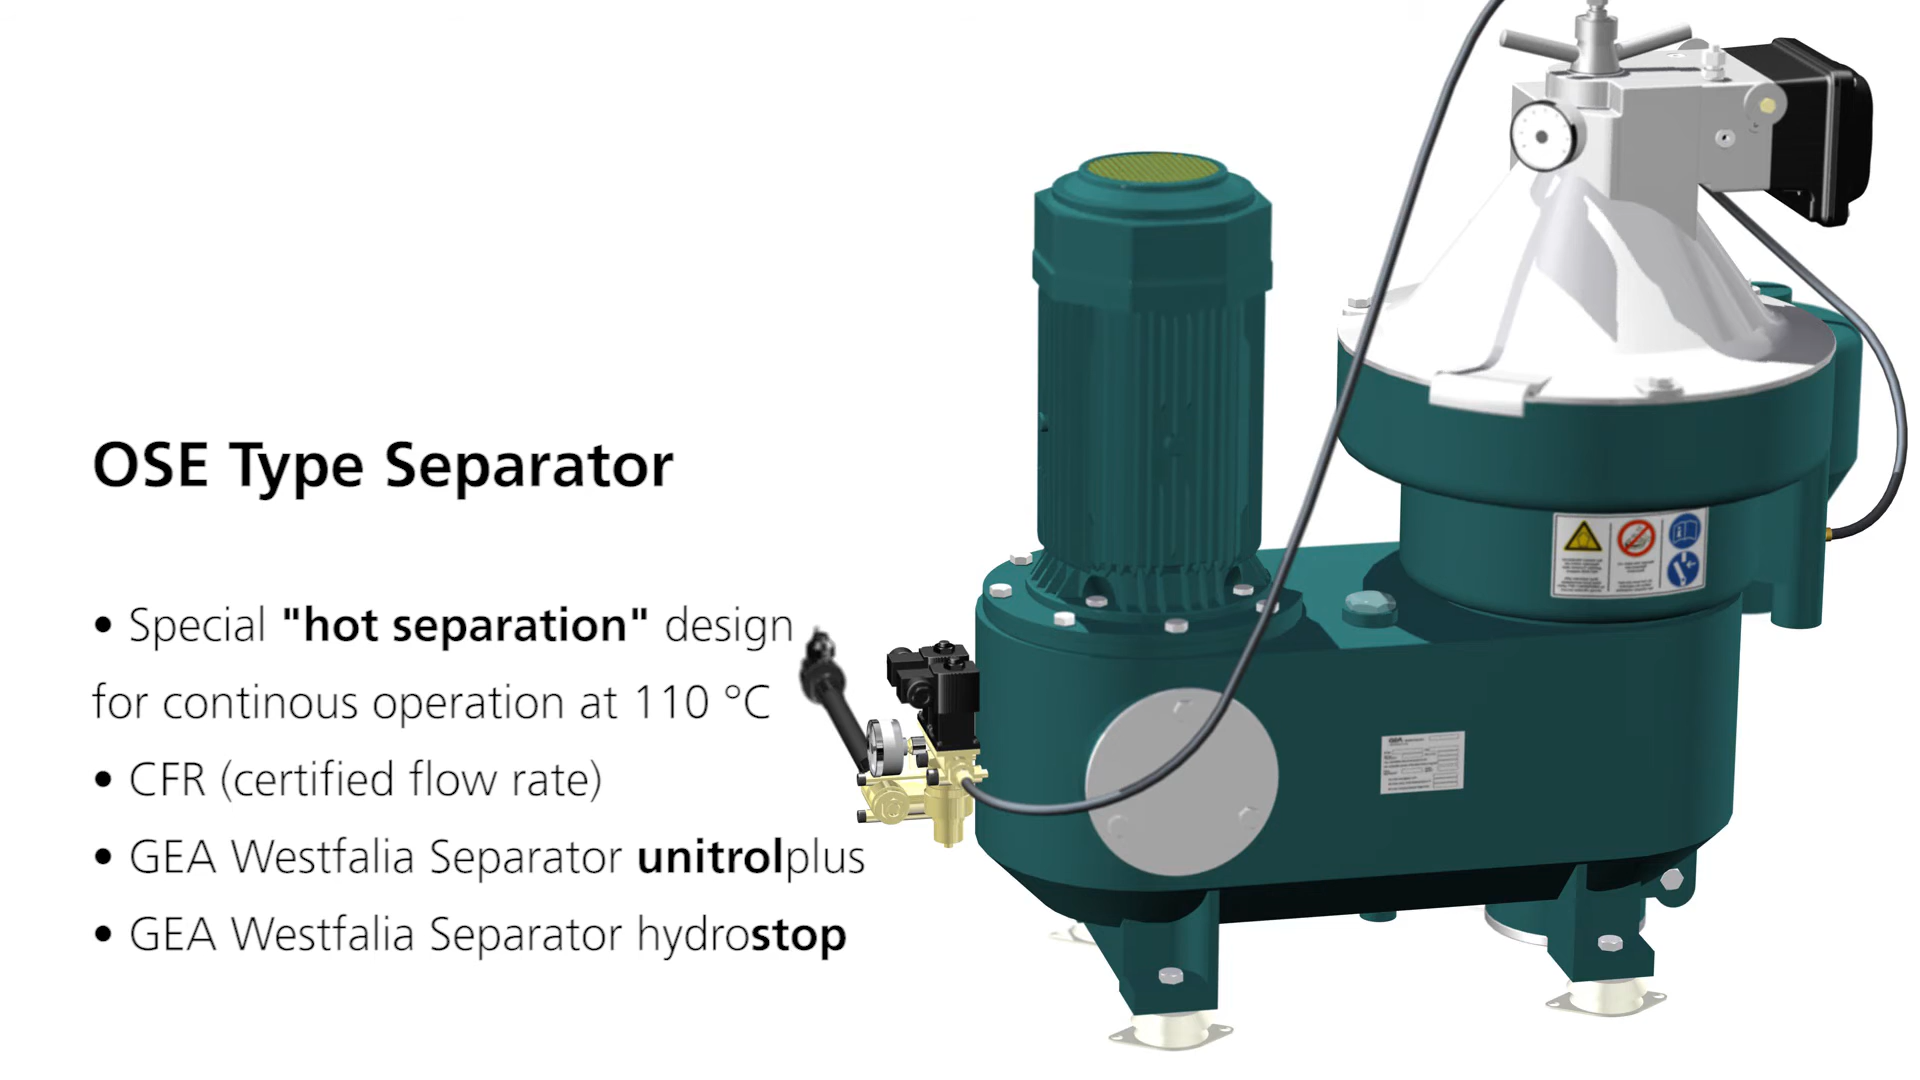 OSE Type Separator
• Special "hot separation" design
for continous operation at 110 °C
• CFR (certified flow rate)
• GEA Westfalia Separator unitrolplus
• GEA Westfalia Separator hydrostop
GEA